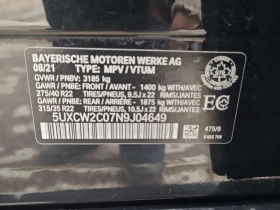 BAYERISCHE MOTOREN WERKE AG
08/21 TYPE: MPV / VTUM
GVWR / PNBV: 3185 kg
GAWR / PNBE: FRONT / AVANT - 1400 kg WITH/AVEC
275/40 R22 TIRES/PNEUS, 9.5J x 22 RIMS/JANTES
GAWR / PNBE: REAR / ARRIERE - 1875 kg WITH/AVEC
315/35 R22 TIRES/PNEUS, 10.5J x 22 RIMS/JANTES
5UXCW2C07N9J04649
EC
475/9